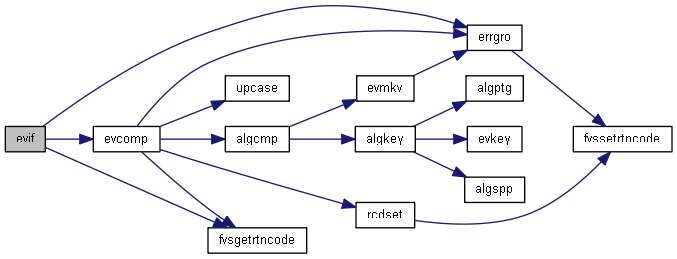 errgro
upcase
evmkv
algptg
evif
evcomp
algcmp
algkey
evkey
fvssetrtncode
algspp
rcdset
fvsgetrtncode